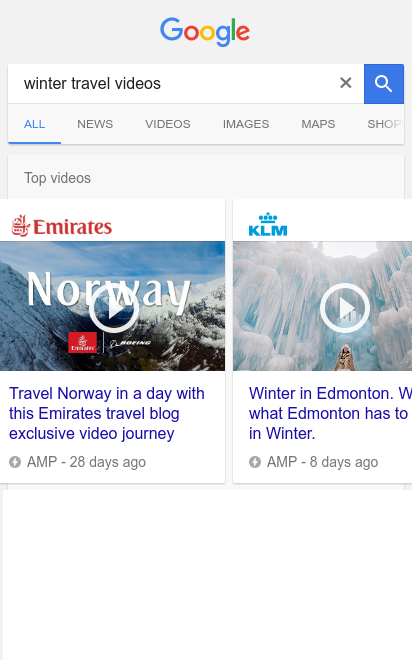 Google
winter travel videos
ALL NEWS VIDEOS IMAGES MAPS SHOP
Top videos
Emirates
Norway
Emirates BOEING
Travel Norway in a day with
this Emirates travel blog
exclusive video journey
AMP - 28 days ago
KLM
Winter in Edmonton. W
what Edmonton has to
in Winter.
AMP - 8 days ago